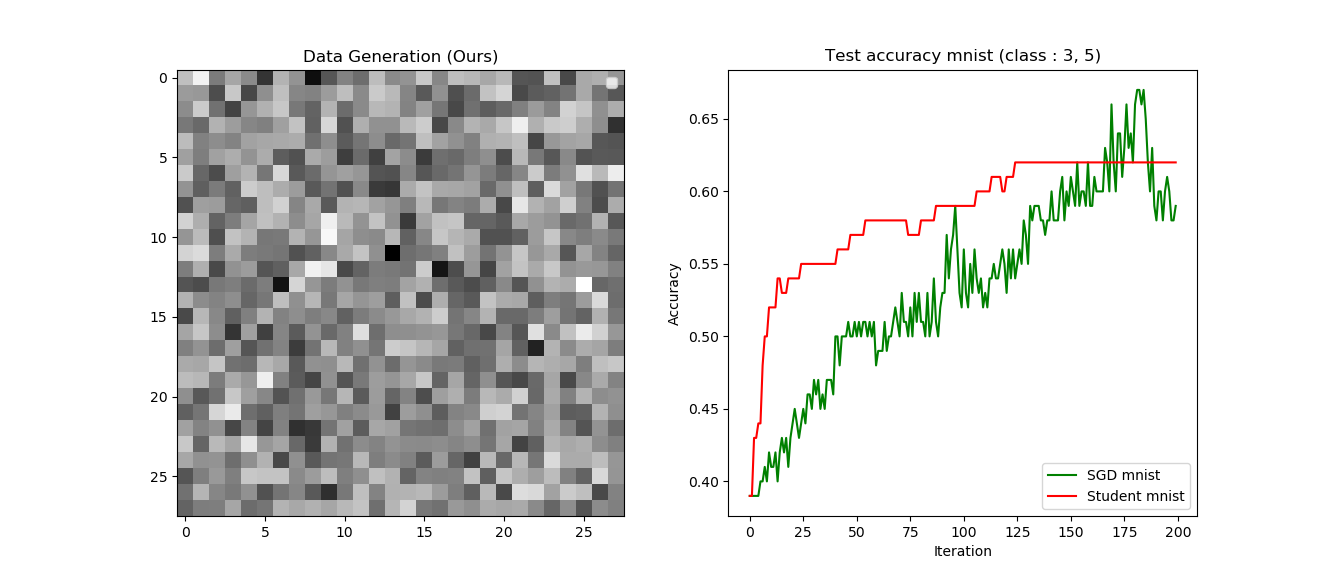 Data Generation (Ours)
0
5
10
15
20
25
0 5 10 15 20 25
Test accuracy mnist (class : 3, 5)
Accuracy
0.65
0.60
0.55
0.50
0.45
0.40
SGD mnist
Student mnist
0 25 50 75 100 125 150 175 200
Iteration